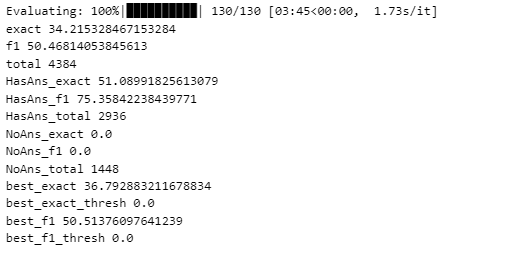 Evaluating: 100%|██████████| 130/130 [03:45<00:00,  1.73s/it]
exact 34.215328467153284
f1 50.46814053845613
total 4384
HasAns_exact 51.08991825613079
HasAns_f1 75.35842238439771
HasAns_total 2936
NoAns_exact 0.0
NoAns_f1 0.0
NoAns_total 1448
best_exact 36.792883211678834
best_exact_thresh 0.0
best_f1 50.51376097641239
best_f1_thresh 0.0